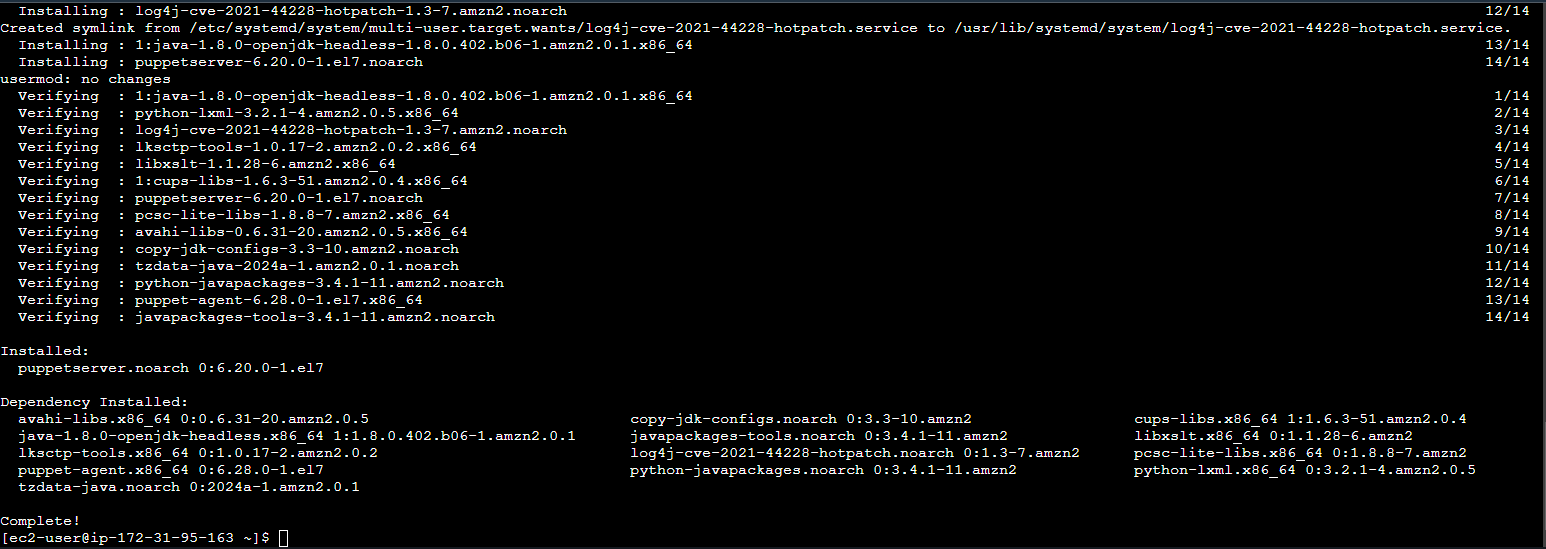 Installing : log4j-cve-2021-44228-hotpatch-1.3-7.amzn2.noarch 12/14
Created symlink from /etc/systemd/system/multi-user.target.wants/log4j-cve-2021-44228-hotpatch.service to /usr/lib/systemd/system/log4j-cve-2021-44228-hotpatch.service.
Installing : 1:java-1.8.0-openjdk-headless-1.8.0.402.b06-1.amzn2.0.1.x86_64 13/14
Installing : puppetserver-6.20.0-1.el7.noarch 14/14
usermod: no changes
Verifying : 1:java-1.8.0-openjdk-headless-1.8.0.402.b06-1.amzn2.0.1.x86_64 1/14
Verifying : python-lxml-3.2.1-4.amzn2.0.5.x86_64 2/14
Verifying : log4j-cve-2021-44228-hotpatch-1.3-7.amzn2.noarch 3/14
Verifying : lksctp-tools-1.0.17-2.amzn2.0.2.x86_64 4/14
Verifying : libxslt-1.1.28-6.amzn2.x86_64 5/14
Verifying : 1:cups-libs-1.6.3-51.amzn2.0.4.x86_64 6/14
Verifying : puppetserver-6.20.0-1.el7.noarch 7/14
Verifying : pcsc-lite-libs-1.8.8-7.amzn2.x86_64 8/14
Verifying : avahi-libs-0.6.31-20.amzn2.0.5.x86_64 9/14
Verifying : copy-jdk-configs-3.3-10.amzn2.noarch 10/14
Verifying : tzdata-java-2024a-1.amzn2.0.1.noarch 11/14
Verifying : python-javapackages-3.4.1-11.amzn2.noarch 12/14
Verifying : puppet-agent-6.28.0-1.el7.x86_64 13/14
Verifying : javapackages-tools-3.4.1-11.amzn2.noarch 14/14
Installed:
puppetserver.noarch 0:6.20.0-1.el7
Dependency Installed:
avahi-libs.x86_64 0:0.6.31-20.amzn2.0.5 copy-jdk-configs.noarch 0:3.3-10.amzn2 cups-libs.x86_64 1:1.6.3-51.amzn2.0.4
java-1.8.0-openjdk-headless.x86_64 1:1.8.0.402.b06-1.amzn2.0.1 javapackages-tools.noarch 0:3.4.1-11.amzn2 libxslt.x86_64 0:1.1.28-6.amzn2
lksctp-tools.x86_64 0:1.0.17-2.amzn2.0.2 log4j-cve-2021-44228-hotpatch.noarch 0:1.3-7.amzn2 pcsc-lite-libs.x86_64 0:1.8.8-7.amzn2
puppet-agent.x86_64 0:6.28.0-1.el7 python-javapackages.noarch 0:3.4.1-11.amzn2 python-lxml.x86_64 0:3.2.1-4.amzn2.0.5
tzdata-java.noarch 0:2024a-1.amzn2.0.1
Complete!
[ec2-user@ip-172-31-95-163 ~]$